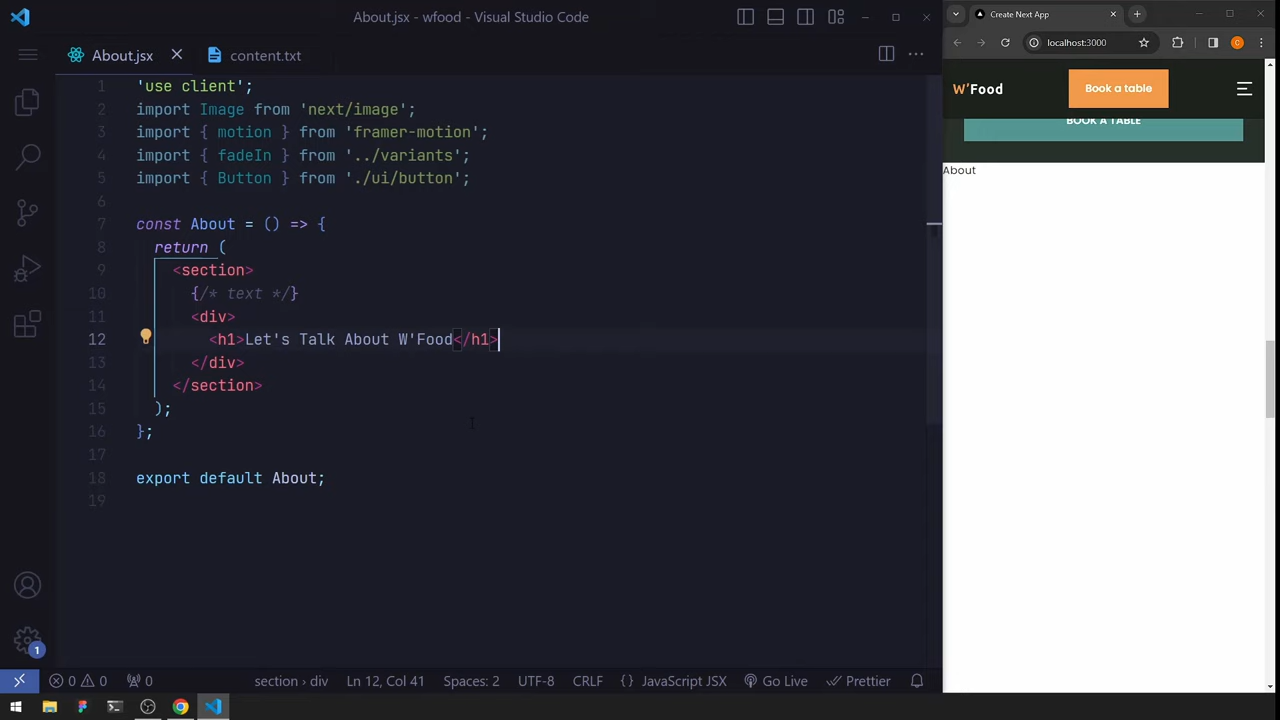 About.jsx - wfood - Visual Studio Code
About.jsx
content.txt
1 'use client';
2 import Image from 'next/image';
3 import { motion } from 'framer-motion';
4 import { fadeIn } from '../variants';
5 import { Button } from './ui/button';
6
7 const About = () => {
8 return (
9 <section>
10 {/* text */}
11 <div>
12 <h1>Let's Talk About W'Food</h1>
13 </div>
14 </section>
15 );
16 };
17
18 export default About;
19
1
0 0
0
section › div
Ln 12, Col 41
Spaces: 2
UTF-8
CRLF
{} JavaScript JSX
Go Live
Prettier
Create Next App
localhost:3000
C
W'Food
Book a table
BOOK A TABLE
About